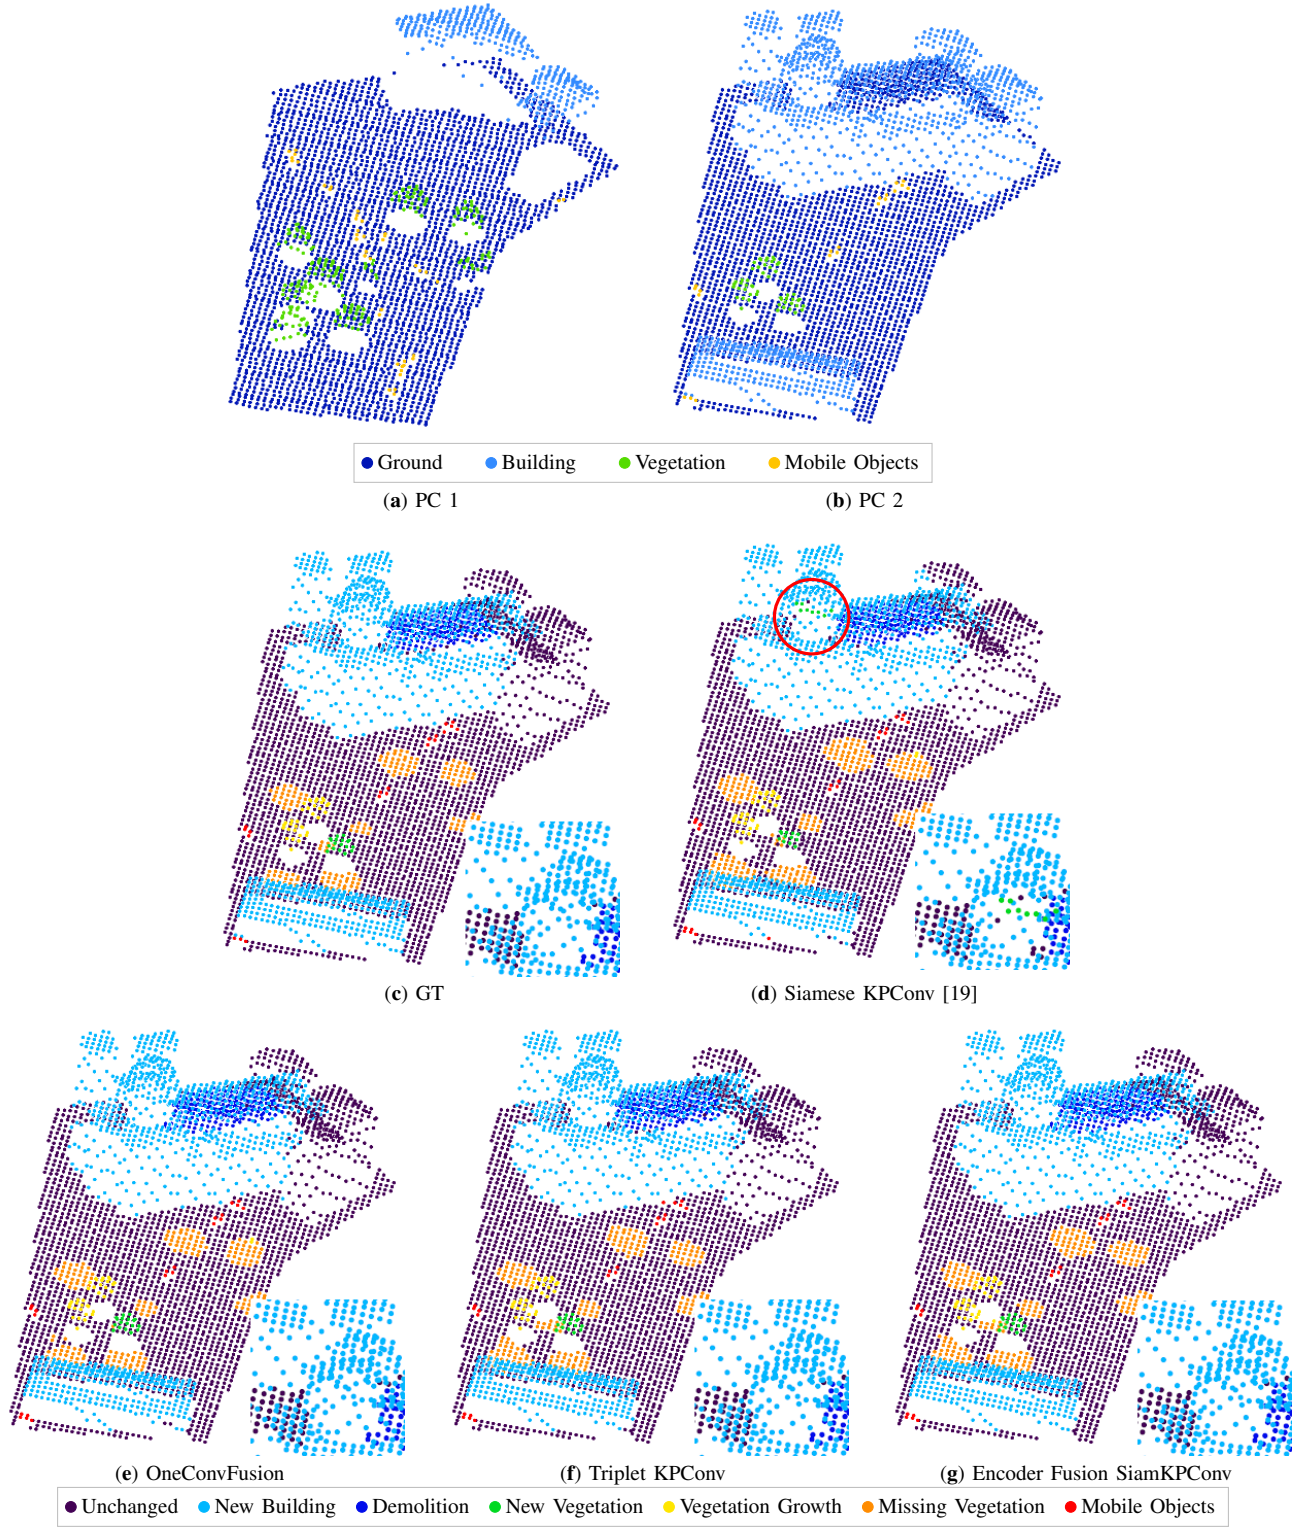 Ground Building Vegetation Mobile Objects
(a) PC 1 (b) PC 2
(c) GT (d) Siamese KPConv [19]
(e) OneConvFusion (f) Triplet KPConv (g) Encoder Fusion SiamKPConv
Unchanged New Building Demolition New Vegetation Vegetation Growth Missing Vegetation Mobile Objects